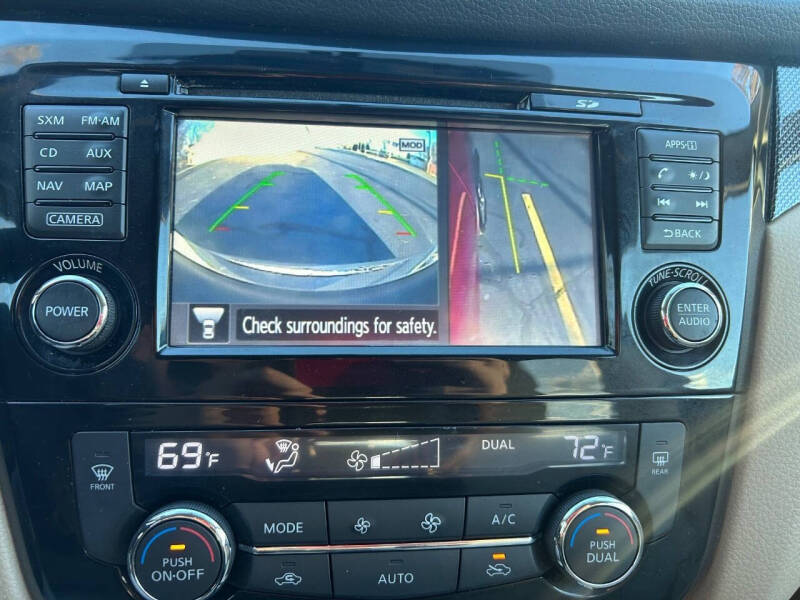 SXM FM·AM
CD AUX
NAV MAP
CAMERA
SD
APPS·i
BACK
MOD
Check surroundings for safety.
VOLUME
POWER
TUNE·SCROLL
ENTER
AUDIO
FRONT
69°F
DUAL
72°F
REAR
PUSH
ON·OFF
MODE
A/C
AUTO
PUSH
DUAL